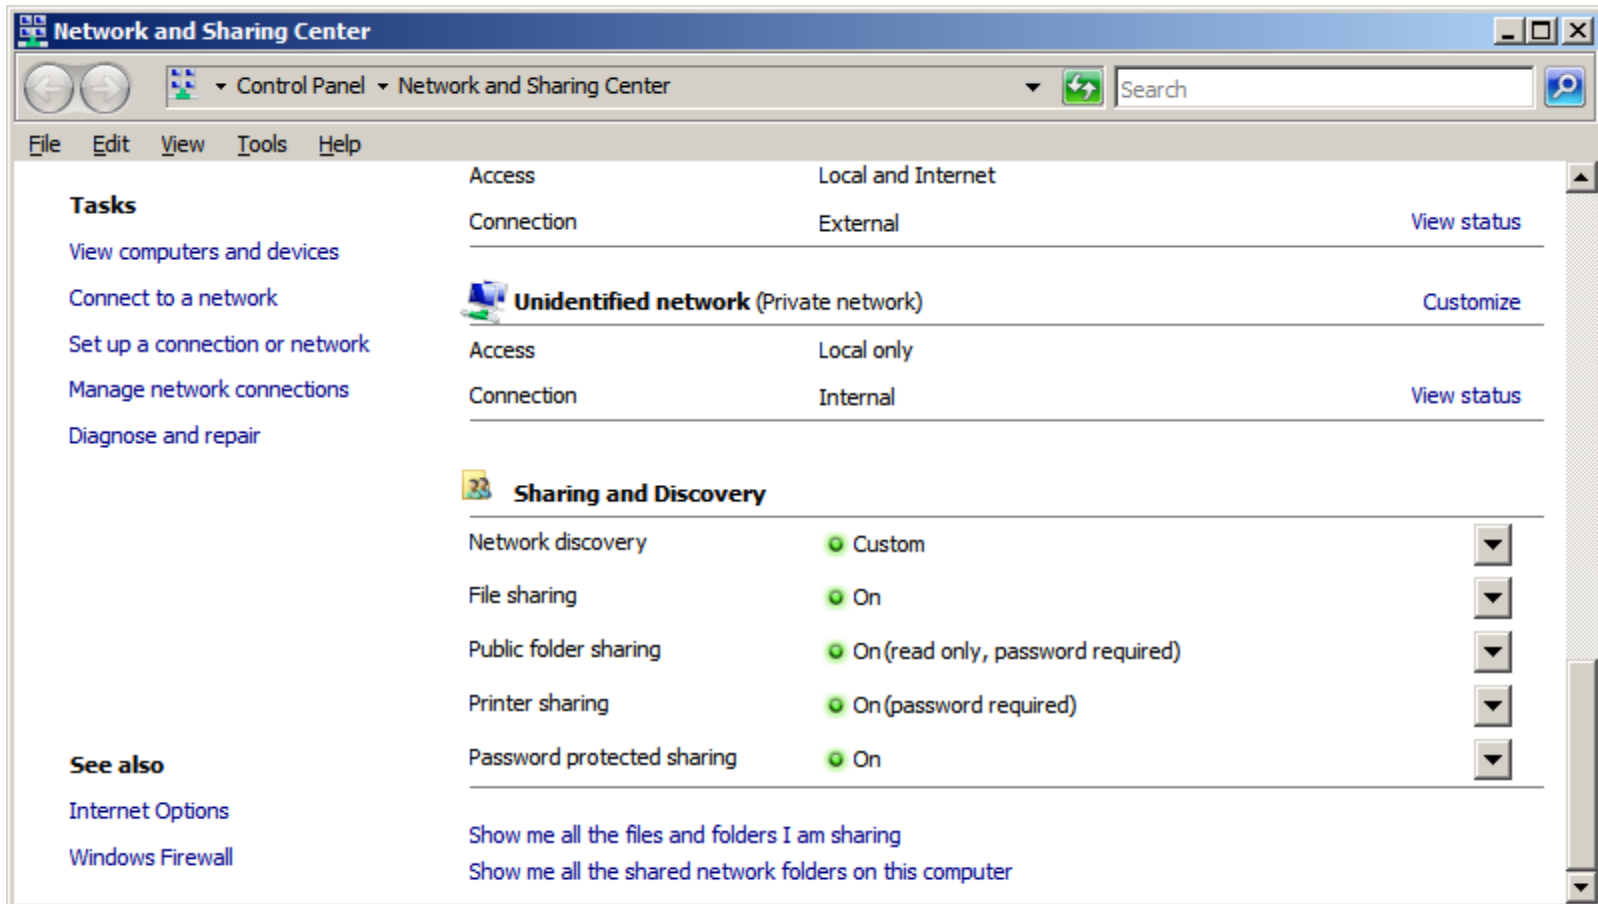 Network and Sharing Center
Control Panel Network and Sharing Center
Search
File Edit View Tools Help
Tasks
View computers and devices
Connect to a network
Set up a connection or network
Manage network connections
Diagnose and repair
See also
Internet Options
Windows Firewall
Access Local and Internet
Connection External View status
Unidentified network (Private network) Customize
Access Local only
Connection Internal View status
Sharing and Discovery
Network discovery Custom
File sharing On
Public folder sharing On (read only, password required)
Printer sharing On (password required)
Password protected sharing On
Show me all the files and folders I am sharing
Show me all the shared network folders on this computer